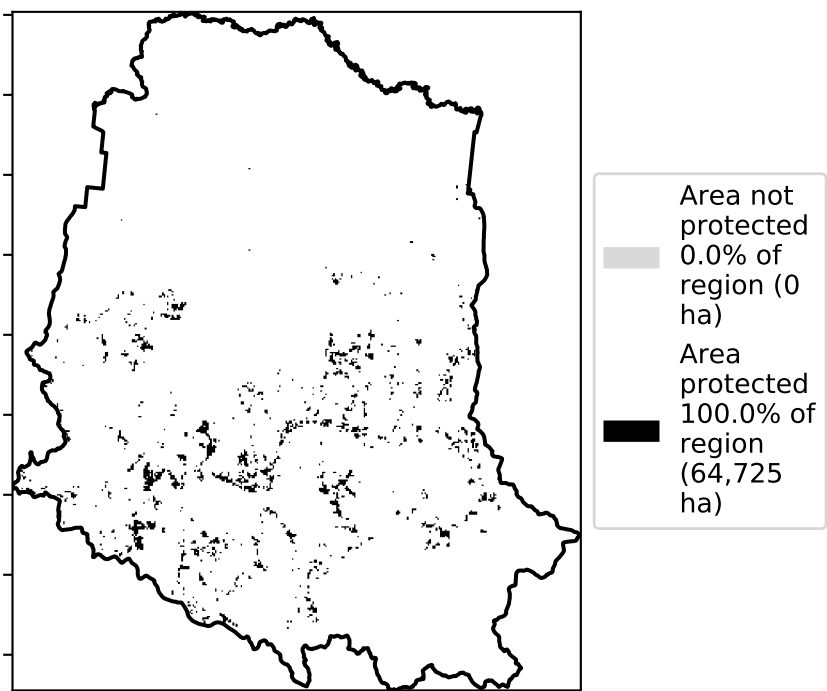 Area not
protected
0.0% of
region (0
ha)
Area
protected
100.0% of
region
(64,725
ha)